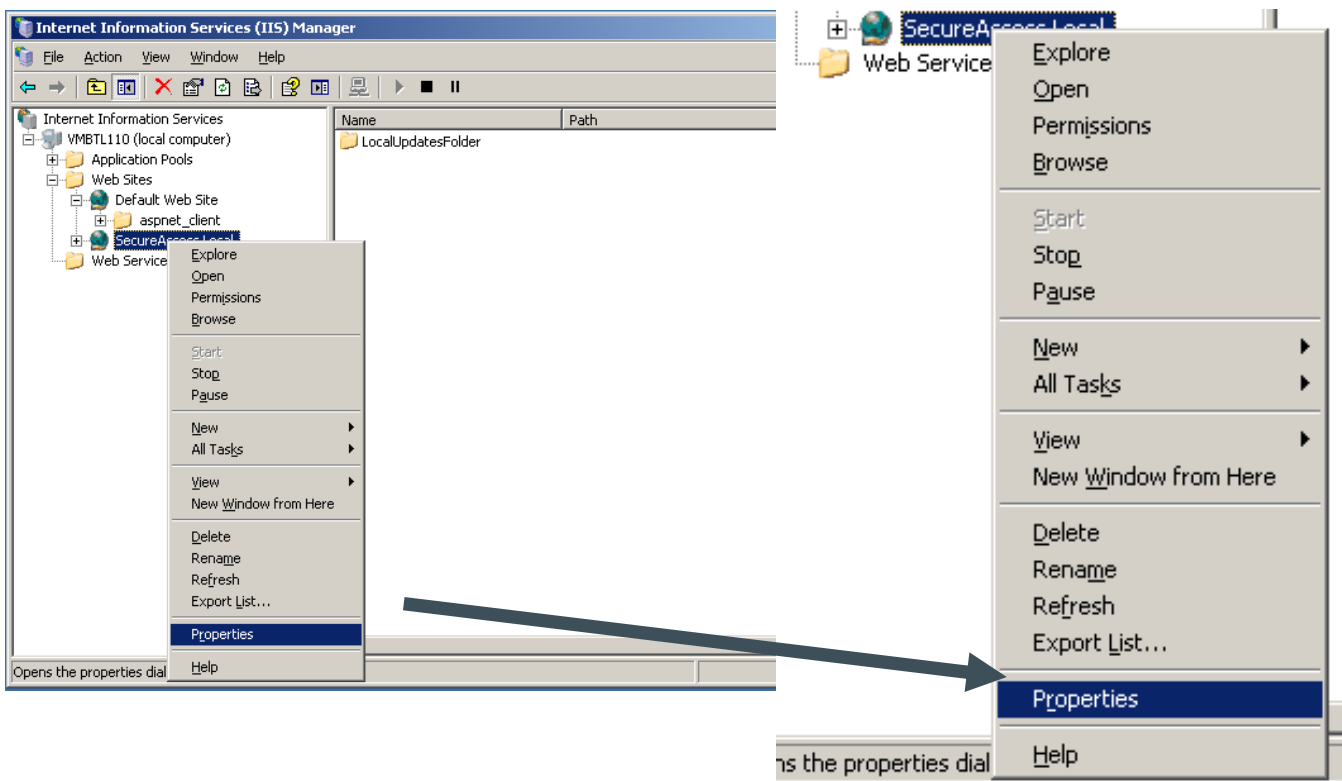 Internet Information Services (IIS) Manager
File Action View Window Help
Internet Information Services
VMBTL110 (local computer)
Application Pools
Web Sites
Default Web Site
aspnet_client
SecureAccess Local
Web Service
Name Path
LocalUpdatesFolder
Explore
Open
Permissions
Browse
Start
Stop
Pause
New
All Tasks
View
New Window from Here
Delete
Rename
Refresh
Export List...
Properties
Help
Opens the properties dial
SecureAccess Local
Web Service
Explore
Open
Permissions
Browse
Start
Stop
Pause
New
All Tasks
View
New Window from Here
Delete
Rename
Refresh
Export List...
Properties
Help
ns the properties dial